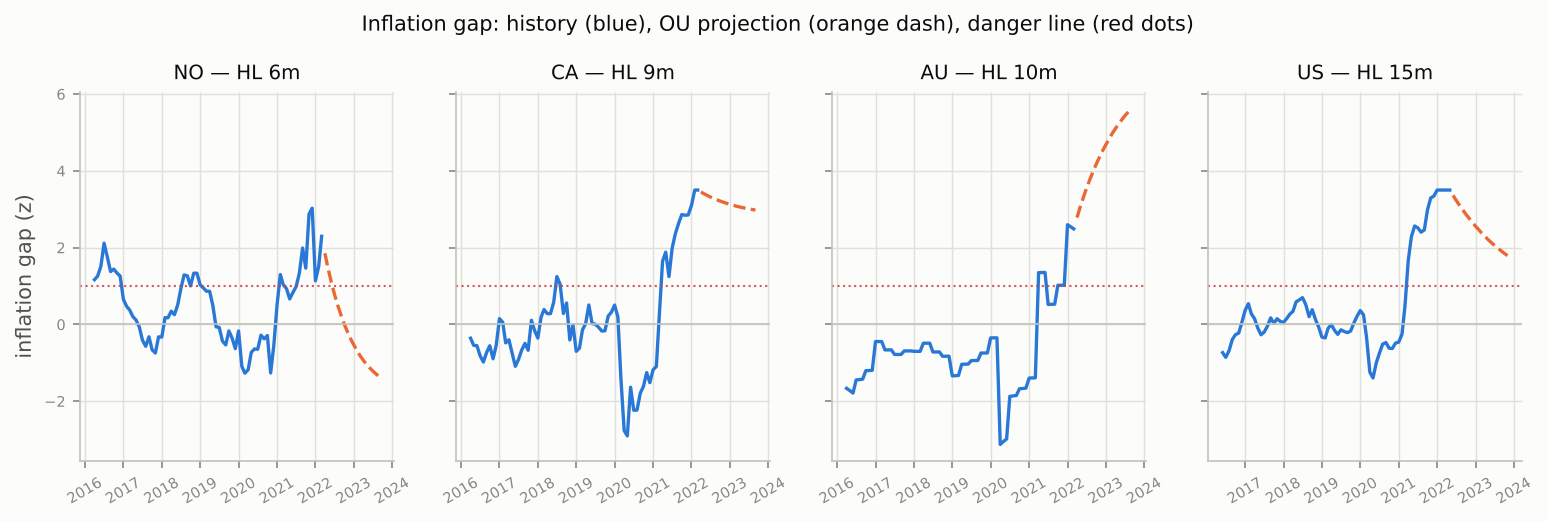 Inflation gap: history (blue), OU projection (orange dash), danger line (red dots)
NO — HL 6m
CA — HL 9m
AU — HL 10m
US — HL 15m
inflation gap (z)
6
4
2
0
−2
2016 2017 2018 2019 2020 2021 2022 2023 2024
2016 2017 2018 2019 2020 2021 2022 2023 2024
2016 2017 2018 2019 2020 2021 2022 2023 2024
2017 2018 2019 2020 2021 2022 2023 2024